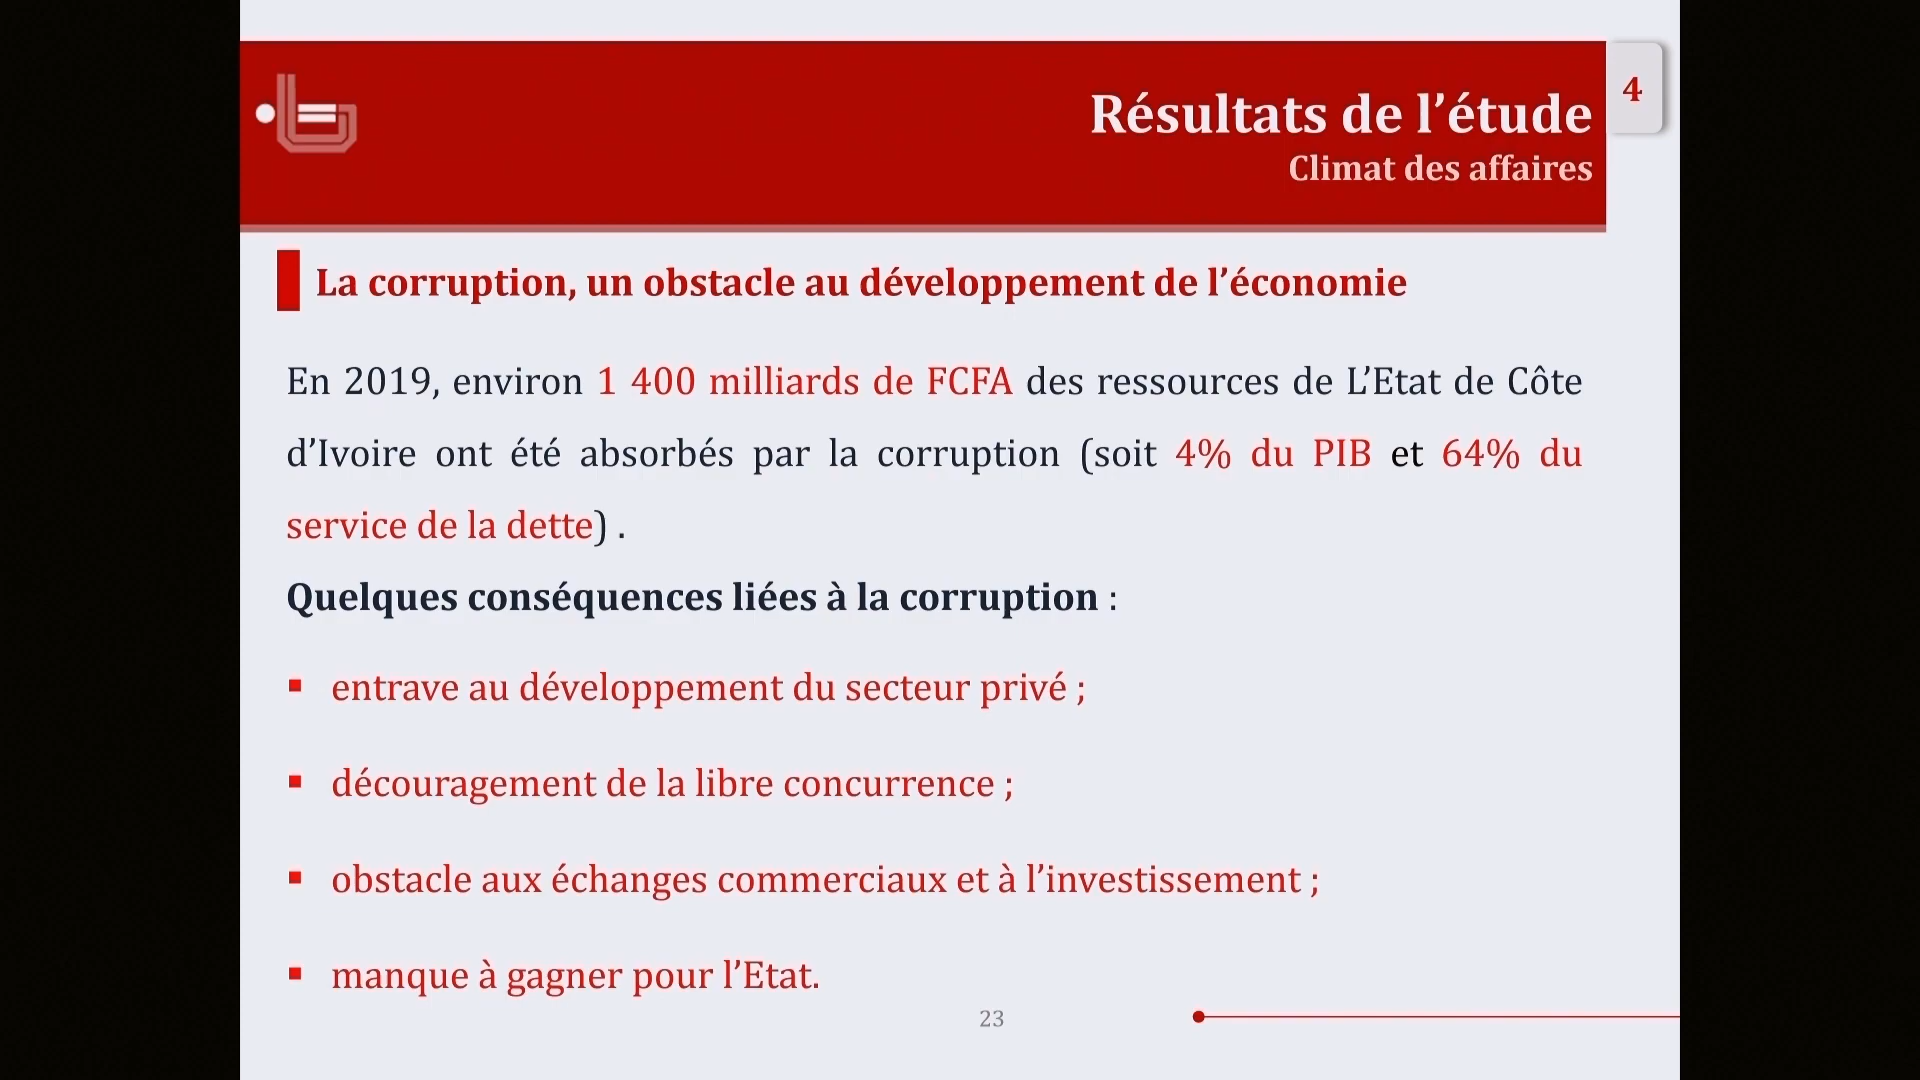 Résultats de l’étude
4
Climat des affaires
La corruption, un obstacle au développement de l’économie
En 2019, environ 1 400 milliards de FCFA des ressources de L’Etat de Côte
d’Ivoire ont été absorbés par la corruption (soit 4% du PIB et 64% du
service de la dette) .
Quelques conséquences liées à la corruption :
▪ entrave au développement du secteur privé ;
▪ découragement de la libre concurrence ;
▪ obstacle aux échanges commerciaux et à l’investissement ;
▪ manque à gagner pour l’Etat.
23